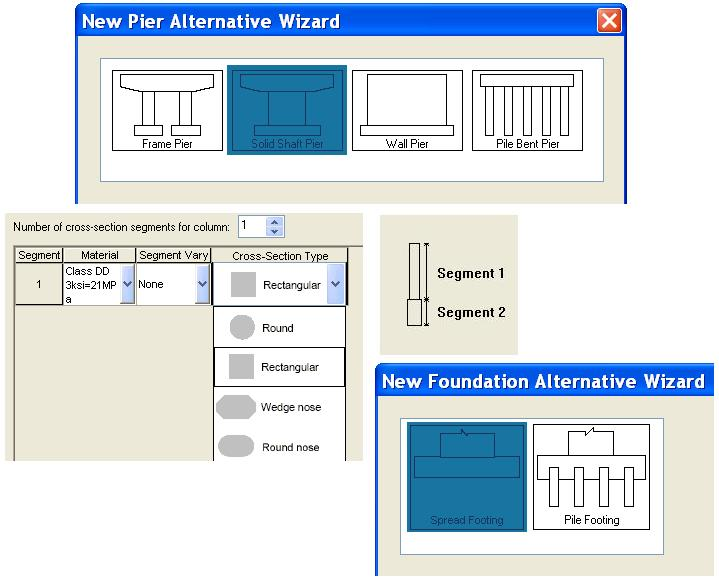 New Pier Alternative Wizard
Frame Pier
Solid Shaft Pier
Wall Pier
Pile Bent Pier
Number of cross-section segments for column: 1
Segment Material Segment Vary Cross-Section Type
1
Class DD
3ksi=21MP
a
None
Rectangular
Round
Rectangular
Wedge nose
Round nose
Segment 1
Segment 2
New Foundation Alternative Wizard
Spread Footing
Pile Footing